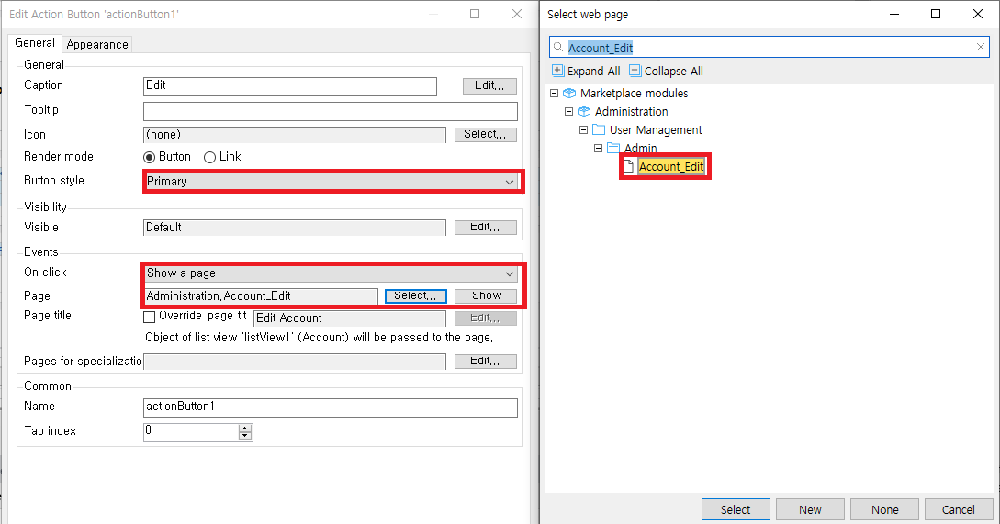 Edit Action Button 'actionButton1'
General
Appearance
General
Caption
Edit
Edit...
Tooltip
Icon
(none)
Select...
Render mode
Button
Link
Button style
Primary
Visibility
Visible
Default
Edit...
Events
On click
Show a page
Page
Administration.Account_Edit
Select...
Show
Page title
Override page tit
Edit Account
Edit...
Object of list view 'listView1' (Account) will be passed to the page.
Pages for specializatio
Edit...
Common
Name
actionButton1
Tab index
0
Select web page
Account_Edit
Expand All
Collapse All
Marketplace modules
Administration
User Management
Admin
Account_Edit
Select
New
None
Cancel